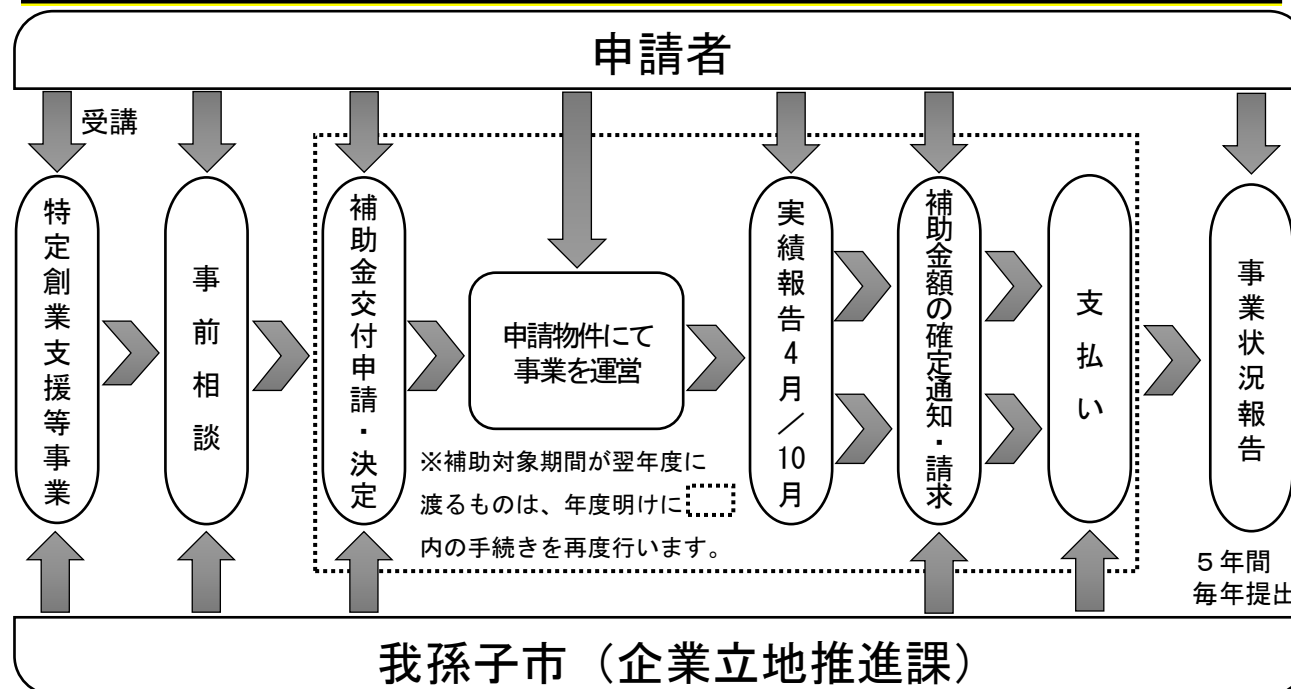 申請者
受講
特定創業支援等事業
事前相談
補助金交付申請・決定
申請物件にて
事業を運営
※補助対象期間が翌年度に
渡るものは、年度明けに
内の手続きを再度行います。
実績報告4月／10月
補助金額の確定通知・請求
支払い
事業状況報告
５年間
毎年提出
我孫子市（企業立地推進課）